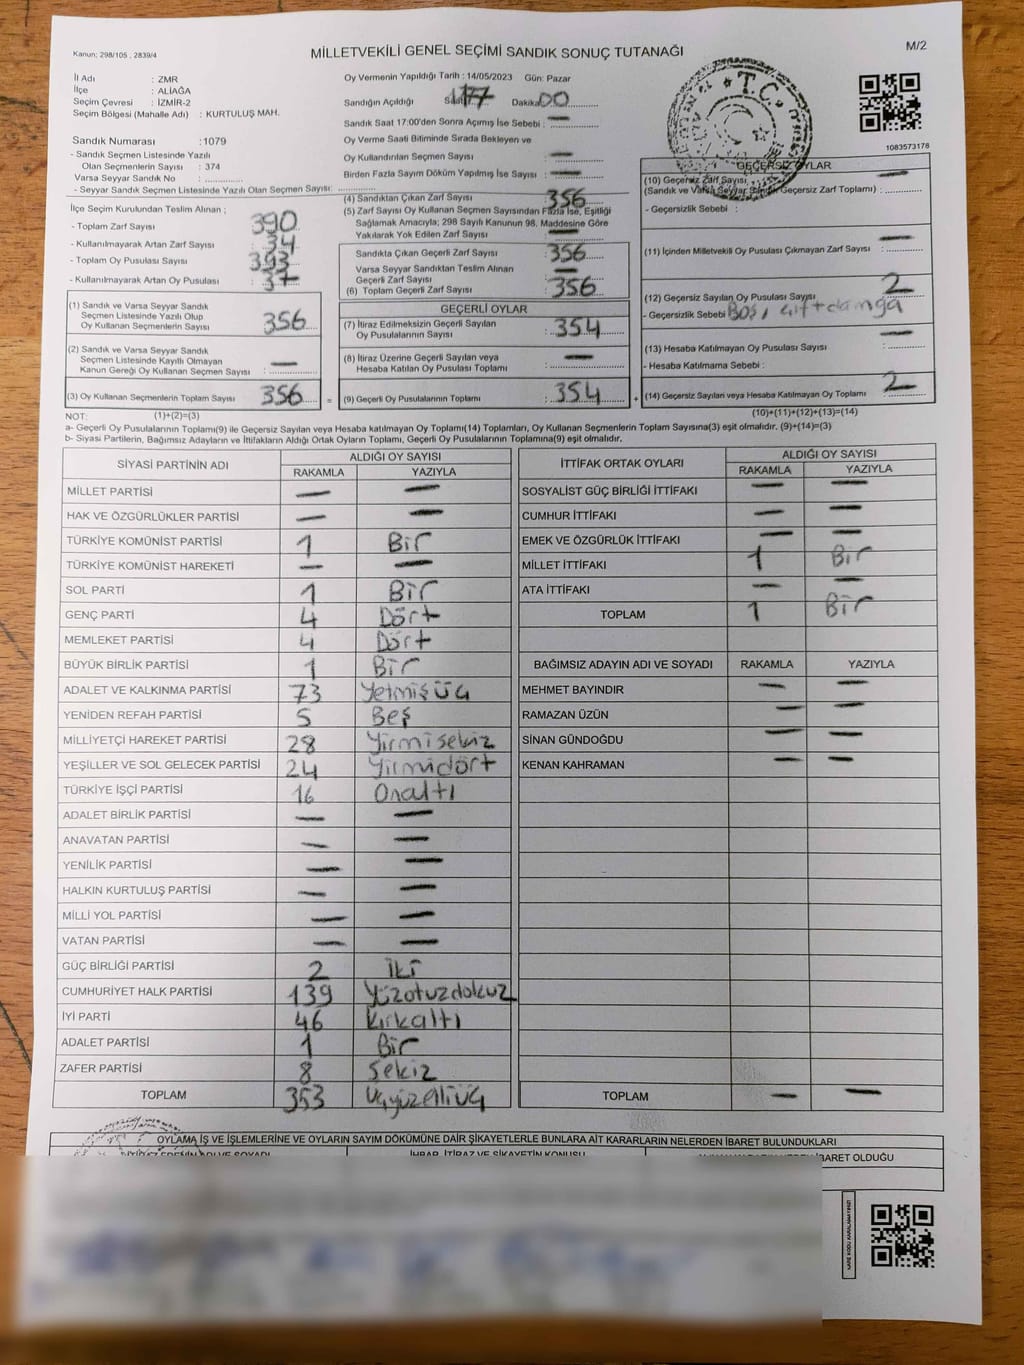 Kanun; 298/105 , 2839/4
MİLLETVEKİLİ GENEL SEÇİMİ SANDIK SONUÇ TUTANAĞI
M/2
İl Adı : ZMR
İlçe : ALİAĞA
Seçim Çevresi : İZMİR-2
Seçim Bölgesi (Mahalle Adı) : KURTULUŞ MAH.
Sandık Numarası : 1079
- Sandık Seçmen Listesinde Yazılı
Olan Seçmenlerin Sayısı : 374
Varsa Seyyar Sandık No :
- Seyyar Sandık Seçmen Listesinde Yazılı Olan Seçmen Sayısı:
Oy Vermenin Yapıldığı Tarih : 14/05/2023 Gün: Pazar
Sandığın Açıldığı Saat 17 Dakika 00
Sandık Saat 17:00'den Sonra Açımış İse Sebebi : —
Oy Verme Saati Bitiminde Sırada Bekleyen ve
Oy Kullandırılan Seçmen Sayısı : —
Birden Fazla Sayım Döküm Yapılmış İse Sayısı : —
T.C.
1083573178
İlçe Seçim Kurulundan Teslim Alınan ;
- Toplam Zarf Sayısı 390
- Kullanılmayarak Artan Zarf Sayısı 34
- Toplam Oy Pusulası Sayısı 393
- Kullanılmayarak Artan Oy Pusulası 37
(1) Sandık ve Varsa Seyyar Sandık
Seçmen Listesinde Yazılı Olup
Oy Kullanan Seçmenlerin Sayısı 356
(2) Sandık ve Varsa Seyyar Sandık
Seçmen Listesinde Kayıtlı Olmayan
Kanun Gereği Oy Kullanan Seçmen Sayısı : —
(3) Oy Kullanan Seçmenlerin Toplam Sayısı 356 =
(4) Sandıktan Çıkan Zarf Sayısı : 356
(5) Zarf Sayısı Oy Kullanan Seçmen Sayısından Fazla İse, Eşitliği
Sağlamak Amacıyla; 298 Sayılı Kanunun 98. Maddesine Göre
Yakılarak Yok Edilen Zarf Sayısı : —
Sandıkta Çıkan Geçerli Zarf Sayısı : 356
Varsa Seyyar Sandıktan Teslim Alınan
Geçerli Zarf Sayısı : —
(6) Toplam Geçerli Zarf Sayısı : 356
GEÇERLİ OYLAR
(7) İtiraz Edilmeksizin Geçerli Sayılan
Oy Pusulalarının Sayısı : 354
(8) İtiraz Üzerine Geçerli Sayılan veya
Hesaba Katılan Oy Pusulası Toplamı : —
(9) Geçerli Oy Pusulalarının Toplamı : 354 +
GEÇERSİZ OYLAR
(10) Geçersiz Zarf Sayısı : —
(Sandık ve Varsa Seyyar Sandık Geçersiz Zarf Toplamı) :
- Geçersizlik Sebebi :
(11) İçinden Milletvekili Oy Pusulası Çıkmayan Zarf Sayısı : —
(12) Geçersiz Sayılan Oy Pusulası Sayısı : 2
- Geçersizlik Sebebi Boş, çift damga
(13) Hesaba Katılmayan Oy Pusulası Sayısı : —
- Hesaba Katılmama Sebebi :
(14) Geçersiz Sayılan veya Hesaba Katılmayan Oy Toplamı : 2
NOT: (1)+(2)=(3) (10)+(11)+(12)+(13)=(14)
a- Geçerli Oy Pusulalarının Toplamı(9) ile Geçersiz Sayılan veya Hesaba katılmayan Oy Toplamı(14) Toplamları, Oy Kullanan Seçmenlerin Toplam Sayısına(3) eşit olmalıdır. (9)+(14)=(3)
b- Siyasi Partilerin, Bağımsız Adayların ve İttifakların Aldığı Ortak Oyların Toplamı, Geçerli Oy Pusulalarının Toplamına(9) eşit olmalıdır.
SİYASİ PARTİNİN ADI ALDIĞI OY SAYISI
RAKAMLA YAZIYLA
MİLLET PARTİSİ — —
HAK VE ÖZGÜRLÜKLER PARTİSİ — —
TÜRKİYE KOMÜNİST PARTİSİ 1 Bir
TÜRKİYE KOMÜNİST HAREKETİ — —
SOL PARTİ 1 Bir
GENÇ PARTİ 4 Dört
MEMLEKET PARTİSİ 4 Dört
BÜYÜK BİRLİK PARTİSİ 1 Bir
ADALET VE KALKINMA PARTİSİ 73 Yetmişüç
YENİDEN REFAH PARTİSİ 5 Beş
MİLLİYETÇİ HAREKET PARTİSİ 28 Yirmisekiz
YEŞİLLER VE SOL GELECEK PARTİSİ 24 Yirmidört
TÜRKİYE İŞÇİ PARTİSİ 16 Onaltı
ADALET BİRLİK PARTİSİ — —
ANAVATAN PARTİSİ — —
YENİLİK PARTİSİ — —
HALKIN KURTULUŞ PARTİSİ — —
MİLLİ YOL PARTİSİ — —
VATAN PARTİSİ — —
GÜÇ BİRLİĞİ PARTİSİ 2 İki
CUMHURİYET HALK PARTİSİ 139 Yüzotuzdokuz
İYİ PARTİ 46 Kırkaltı
ADALET PARTİSİ 1 Bir
ZAFER PARTİSİ 8 Sekiz
TOPLAM 353 Üçyüzelliüç
İTTİFAK ORTAK OYLARI ALDIĞI OY SAYISI
RAKAMLA YAZIYLA
SOSYALİST GÜÇ BİRLİĞİ İTTİFAKI — —
CUMHUR İTTİFAKI — —
EMEK VE ÖZGÜRLÜK İTTİFAKI — —
MİLLET İTTİFAKI 1 Bir
ATA İTTİFAKI — —
TOPLAM 1 Bir
BAĞIMSIZ ADAYIN ADI VE SOYADI RAKAMLA YAZIYLA
MEHMET BAYINDIR — —
RAMAZAN ÜZÜN — —
SİNAN GÜNDOĞDU — —
KENAN KAHRAMAN — —
TOPLAM — —
OYLAMA İŞ VE İŞLEMLERİNE VE OYLARIN SAYIM DÖKÜMÜNE DAİR ŞİKAYETLERLE BUNLARA AİT KARARLARIN NELERDEN İBARET BULUNDUKLARI
İHBAR, İTİRAZ VE ŞİKAYETİN KONUSU
İBARET OLDUĞU
KARE KODU KARALAMAYINIZ!